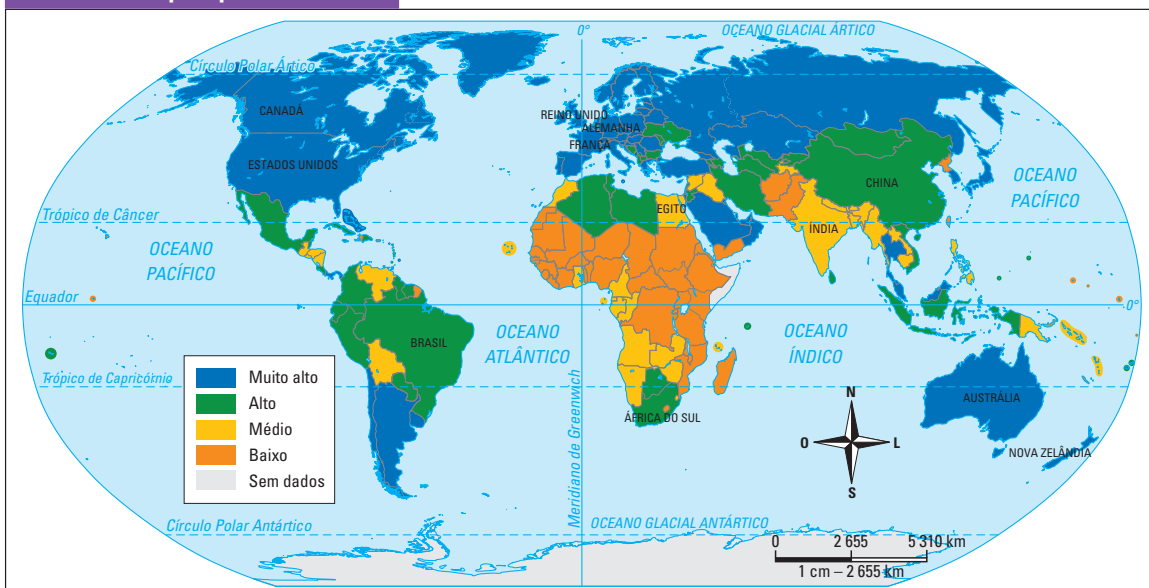 0°
OCEANO GLACIAL ÁRTICO
Círculo Polar Ártico
CANADÁ
REINO UNIDO
ALEMANHA
FRANÇA
ESTADOS UNIDOS
CHINA
OCEANO
PACÍFICO
Trópico de Câncer
EGITO
ÍNDIA
OCEANO
PACÍFICO
Equador
0°
OCEANO
ATLÂNTICO
OCEANO
ÍNDICO
BRASIL
Trópico de Capricórnio
Muito alto
Alto
Médio
Baixo
Sem dados
Meridiano de Greenwich
ÁFRICA DO SUL
AUSTRÁLIA
NOVA ZELÂNDIA
N
O
L
S
Círculo Polar Antártico
OCEANO GLACIAL ANTÁRTICO
0 2 655 5 310 km
1 cm – 2 655 km